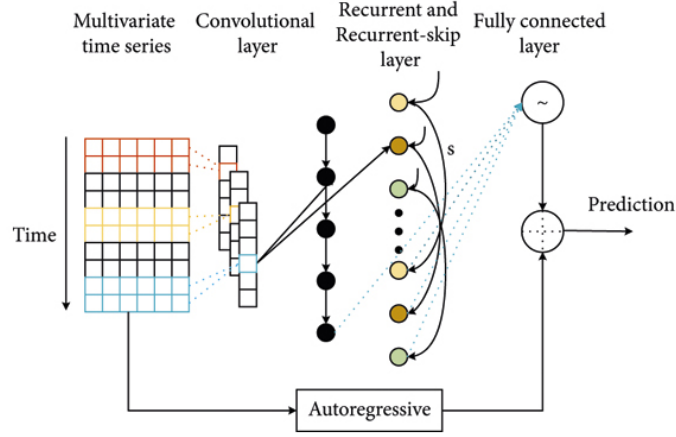 Multivariate
time series
Convolutional
layer
Recurrent and
Recurrent-skip
layer
Fully connected
layer
~
s
Time
Prediction
Autoregressive